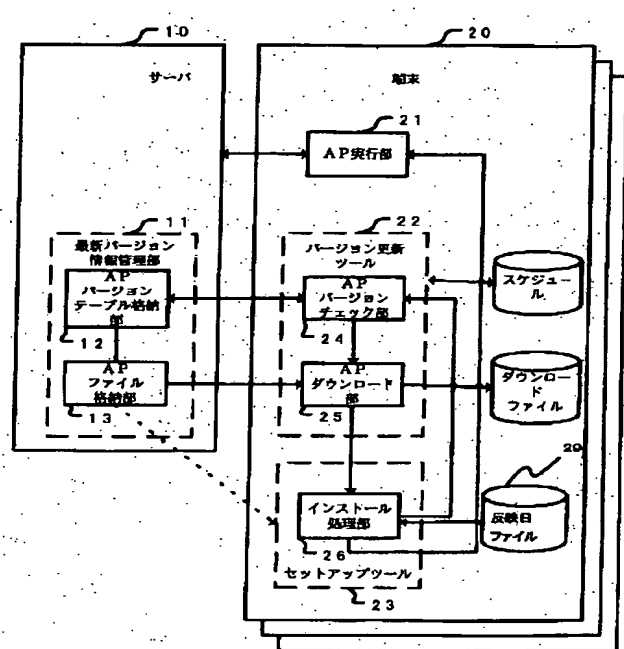 10
サーバ
20
端末
21
AP実行部
11
最新バージョン
情報管理部
AP
バージョン
テーブル格納
部
12
AP
ファイル
格納部
13
22
バージョン更新
ツール
AP
バージョン
チェック部
24
AP
ダウンロード
部
25
インストール
処理部
26
セットアップツール
23
スケジュー
ル
ダウンロー
ド
ファイル
29
反映日
ファイル